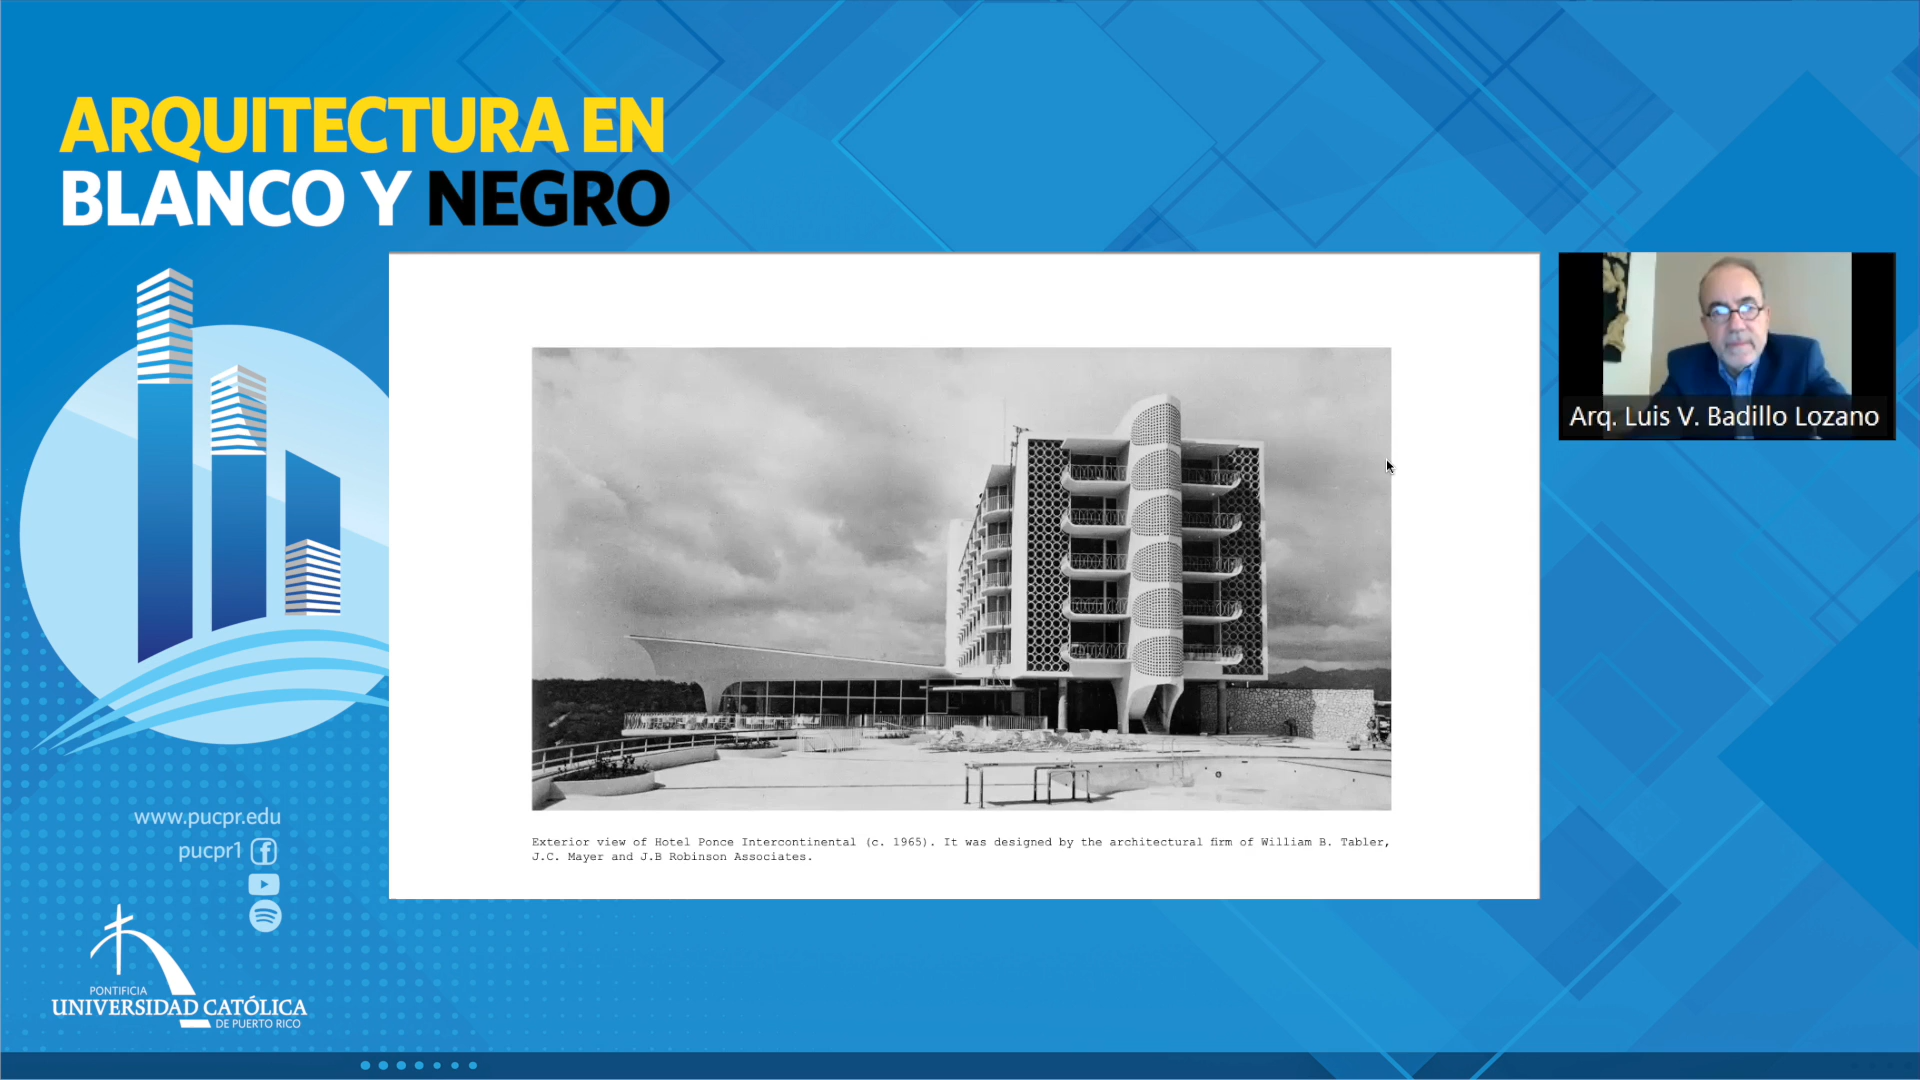 ARQUITECTURA EN
BLANCO Y NEGRO
Arq. Luis V. Badillo Lozano
Exterior view of Hotel Ponce Intercontinental (c. 1965). It was designed by the architectural firm of William B. Tabler,
J.C. Mayer and J.B Robinson Associates.
www.pucpr.edu
pucpr1
PONTIFICIA
UNIVERSIDAD CATÓLICA
DE PUERTO RICO